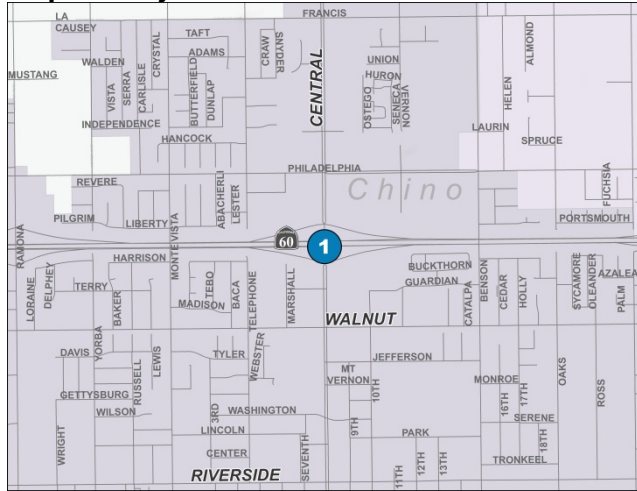 FRANCIS
LA
CAUSEY
TAFT
ADAMS
CRYSTAL
CRAW
SNYDER
CENTRAL
UNION
HURON
ALMOND
HELEN
MUSTANG
WALDEN
VISTA
SERRA
CARLISLE
BUTTERFIELD
DUNLAP
OSTEGO
SENECA
VERNON
INDEPENDENCE
HANCOCK
LAURIN
SPRUCE
PHILADELPHIA
REVERE
ABACHERLI
LESTER
Chino
FUCHSIA
PILGRIM
LIBERTY
MONTE VISTA
PORTSMOUTH
RAMONA
60
1
HARRISON
BUCKTHORN
GUARDIAN
LORAINE
DELPHEY
TERRY
BAKER
MADISON
TEBO
BACA
TELEPHONE
MARSHALL
CATALPA
BENSON
CEDAR
HOLLY
SYCAMORE
OLEANDER
AZALEA
PALM
WALNUT
DAVIS
YORBA
LEWIS
TYLER
WEBSTER
JEFFERSON
MT
VERNON
10TH
MONROE
OAKS
ROSS
GETTYSBURG
RUSSELL
WILSON
3RD
WASHINGTON
9TH
16TH
17TH
SERENE
WRIGHT
LINCOLN
PARK
CENTER
SEVENTH
18TH
TRONKEEL
RIVERSIDE
11TH
12TH
13TH